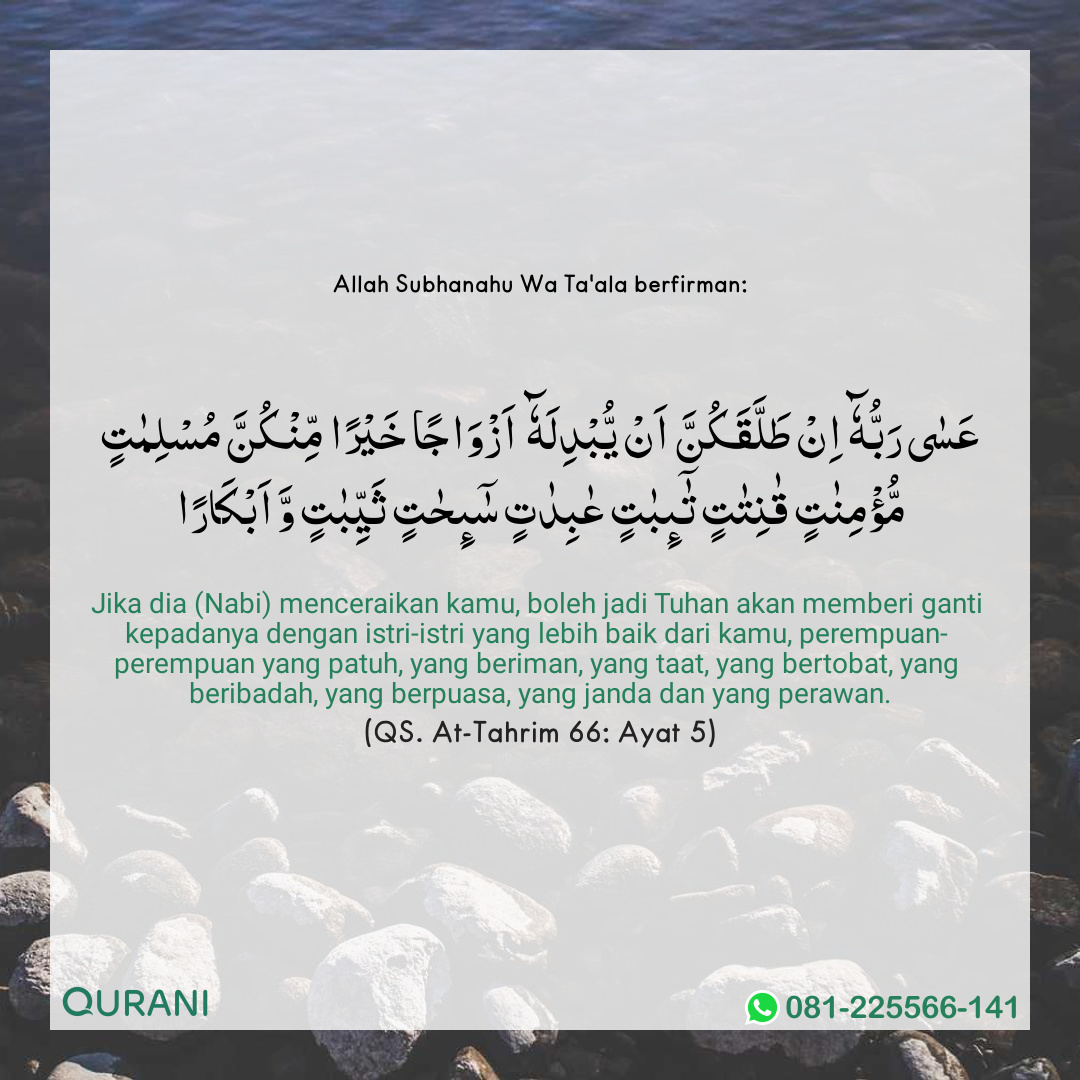 Allah Subhanahu Wa Ta'ala berfirman:
عَسٰى رَبُّهٗٓ اِنْ طَلَّقَكُنَّ اَنْ يُّبْدِلَهٗٓ اَزْوَاجًا خَيْرًا مِّنْكُنَّ مُسْلِمٰتٍ
مُّؤْمِنٰتٍ قٰنِتٰتٍ تٰۤىِٕبٰتٍ عٰبِدٰتٍ سٰۤىِٕحٰتٍ ثَيِّبٰتٍ وَّاَبْكَارًا
Jika dia (Nabi) menceraikan kamu, boleh jadi Tuhan akan memberi ganti
kepadanya dengan istri-istri yang lebih baik dari kamu, perempuan-
perempuan yang patuh, yang beriman, yang taat, yang bertobat, yang
beribadah, yang berpuasa, yang janda dan yang perawan.
(QS. At-Tahrim 66: Ayat 5)
QURANI
081-225566-141